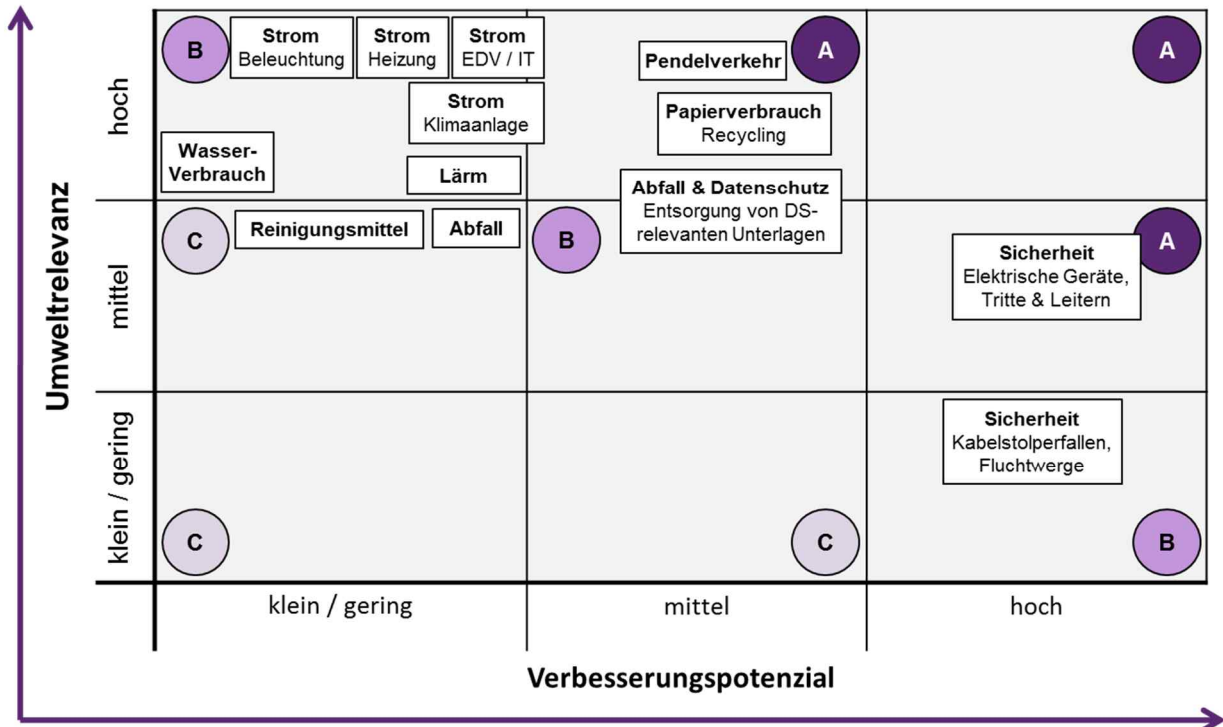 Umweltrelevanz
hoch
mittel
klein / gering
B
Strom
Beleuchtung
Strom
Heizung
Strom
EDV / IT
Strom
Klimaanlage
Wasser-
Verbrauch
Lärm
Pendelverkehr
A
Papierverbrauch
Recycling
Abfall & Datenschutz
Entsorgung von DS-
relevanten Unterlagen
A
C
Reinigungsmittel
Abfall
B
A
Sicherheit
Elektrische Geräte,
Tritte & Leitern
C
C
Sicherheit
Kabelstolperfallen,
Fluchtwerge
B
klein / gering
mittel
hoch
Verbesserungspotenzial